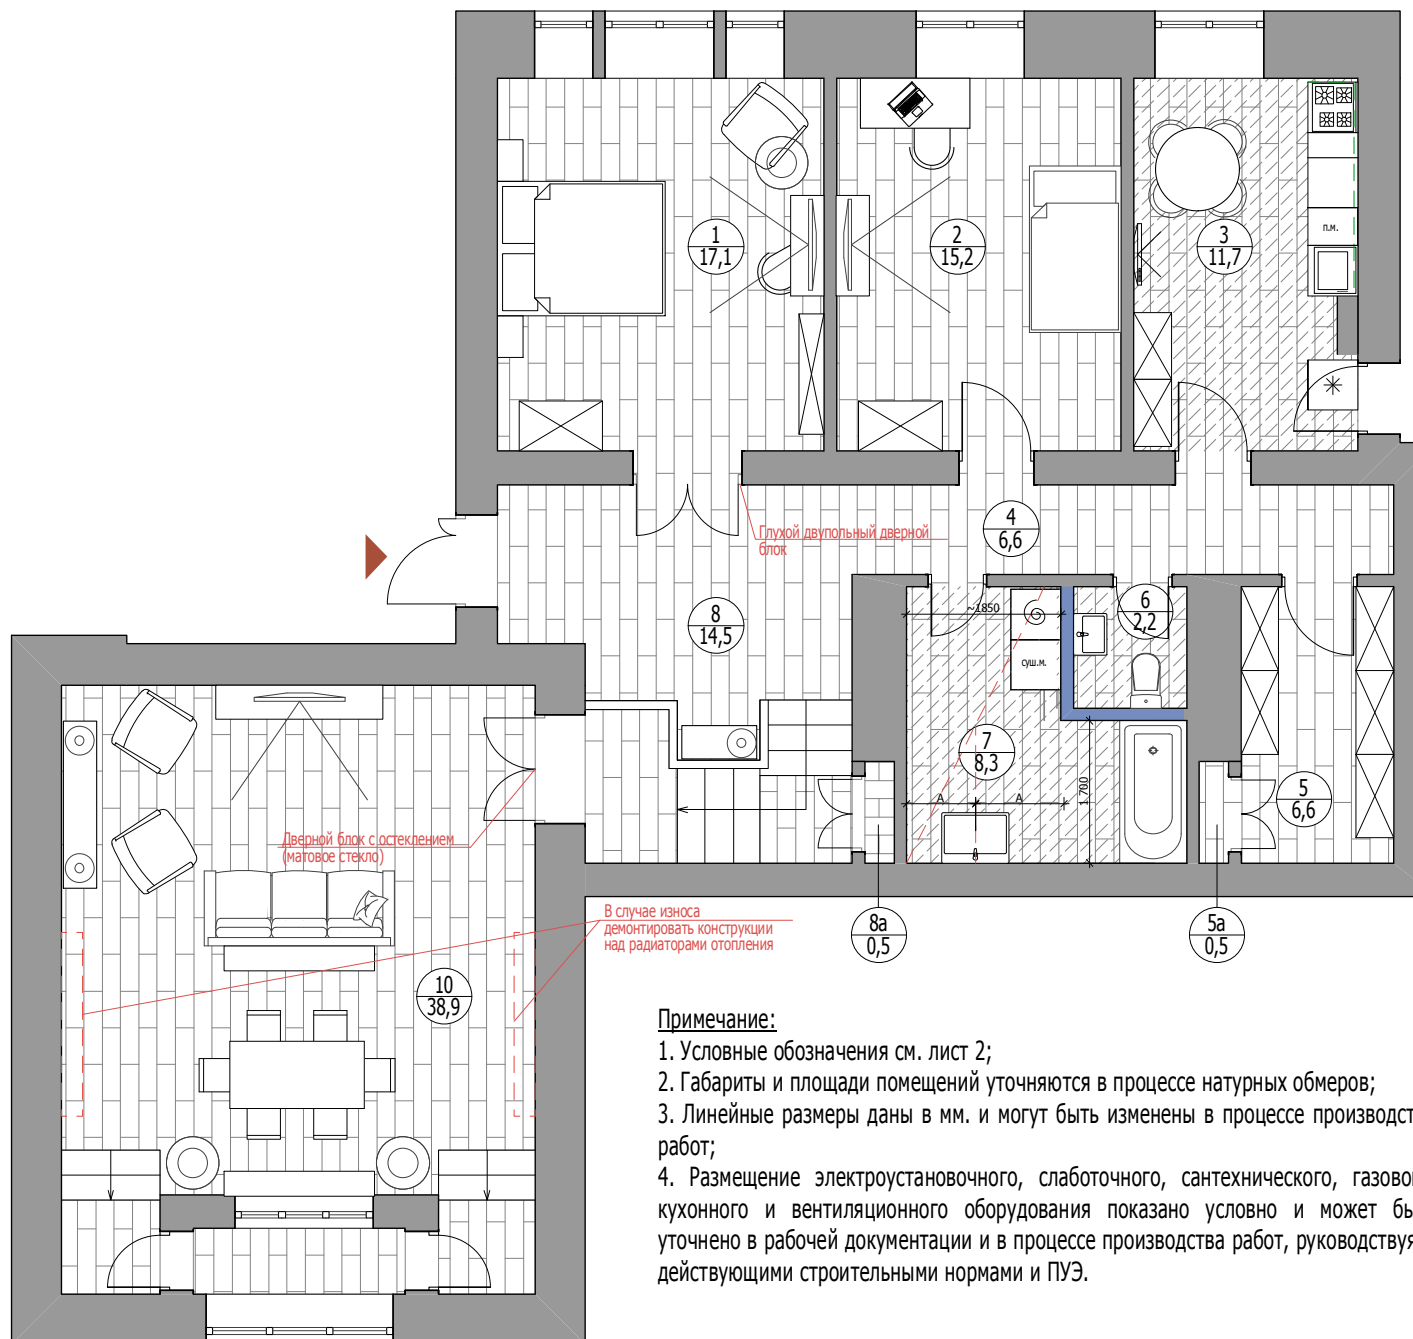 1
17,1
2
15,2
3
11,7
п.м.
4
6,6
Глухой двупольный дверной
блок
8
14,5
~1850
6
2,2
суш.м.
7
8,3
A
A
1 700
5
6,6
Дверной блок с остеклением
(матовое стекло)
В случае износа
демонтировать конструкции
над радиаторами отопления
8а
0,5
5а
0,5
10
38,9
Примечание:
1. Условные обозначения см. лист 2;
2. Габариты и площади помещений уточняются в процессе натурных обмеров;
3. Линейные размеры даны в мм. и могут быть изменены в процессе производст
работ;
4. Размещение электроустановочного, слаботочного, сантехнического, газово
кухонного и вентиляционного оборудования показано условно и может бы
уточнено в рабочей документации и в процессе производства работ, руководствуя
действующими строительными нормами и ПУЭ.